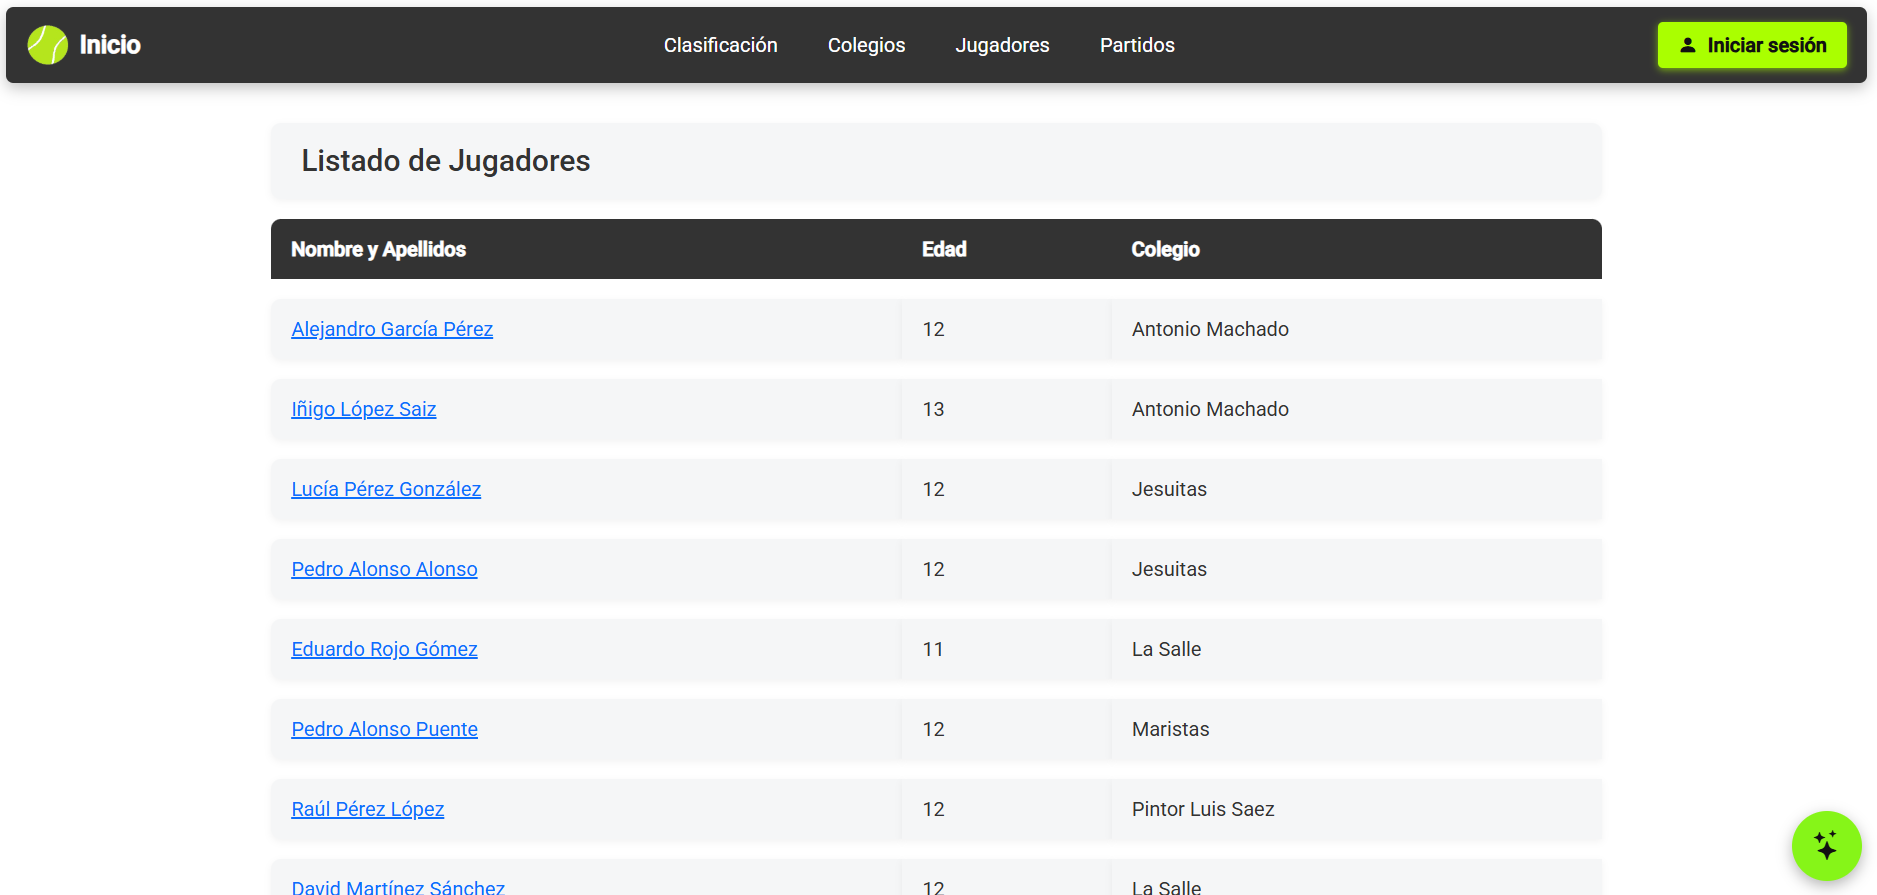 Inicio Clasificación Colegios Jugadores Partidos Iniciar sesión
Listado de Jugadores
Nombre y Apellidos Edad Colegio
Alejandro García Pérez 12 Antonio Machado
Iñigo López Saiz 13 Antonio Machado
Lucía Pérez González 12 Jesuitas
Pedro Alonso Alonso 12 Jesuitas
Eduardo Rojo Gómez 11 La Salle
Pedro Alonso Puente 12 Maristas
Raúl Pérez López 12 Pintor Luis Saez
David Martínez Sánchez 12 La Salle